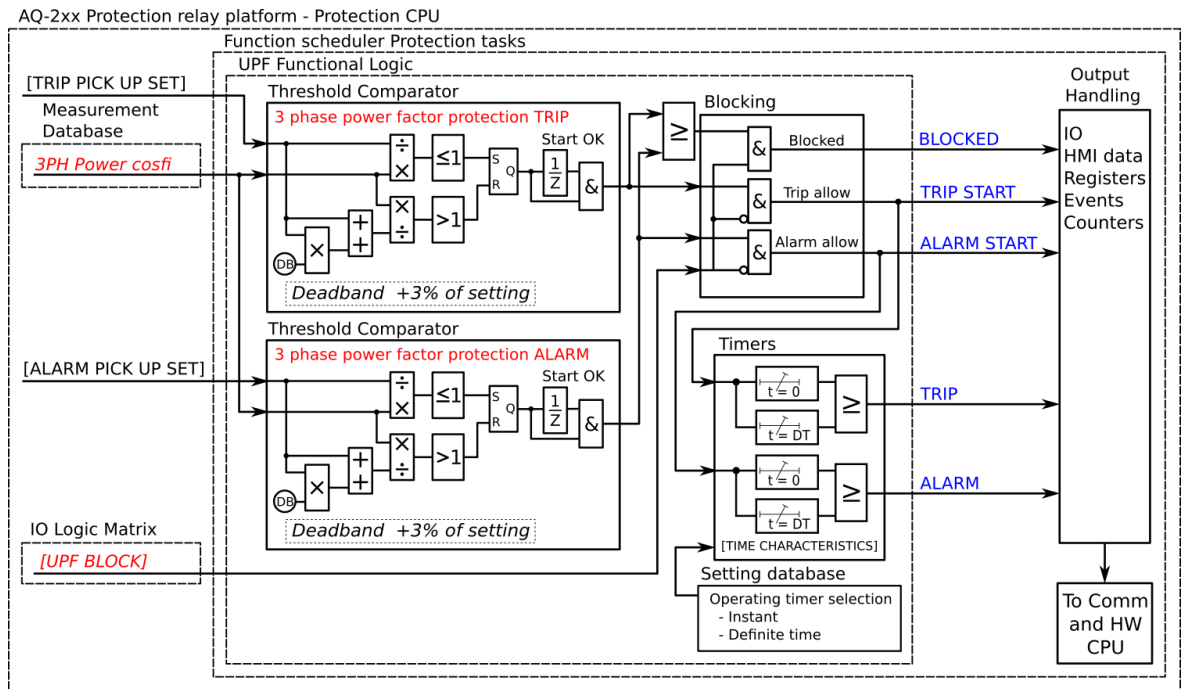 AQ-2xx Protection relay platform - Protection CPU
Function scheduler Protection tasks
UPF Functional Logic
[TRIP PICK UP SET]
Measurement
Database
3PH Power cosfi
Threshold Comparator
3 phase power factor protection TRIP
÷
×
≤1
S
Q
R
Start OK
1
Z
&
×
÷
>1
+
+
×
DB
Deadband +3% of setting
≥
Blocking
&
Blocked
&
Trip allow
&
Alarm allow
BLOCKED
TRIP START
ALARM START
Output
Handling
IO
HMI data
Registers
Events
Counters
[ALARM PICK UP SET]
Threshold Comparator
3 phase power factor protection ALARM
÷
×
≤1
S
Q
R
Start OK
1
Z
&
×
÷
>1
+
+
×
DB
Deadband +3% of setting
Timers
t = 0
t = DT
≥
TRIP
t = 0
t = DT
≥
ALARM
[TIME CHARACTERISTICS]
IO Logic Matrix
[UPF BLOCK]
Setting database
Operating timer selection
- Instant
- Definite time
To Comm
and HW
CPU